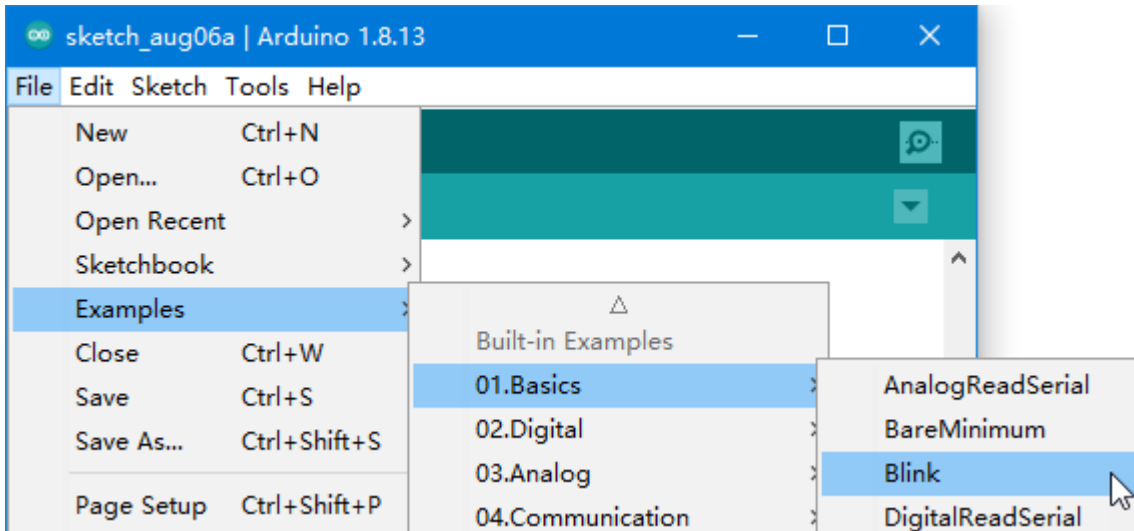 sketch_aug06a | Arduino 1.8.13
File Edit Sketch Tools Help
New Ctrl+N
Open... Ctrl+O
Open Recent
Sketchbook
Examples
Close Ctrl+W
Save Ctrl+S
Save As... Ctrl+Shift+S
Page Setup Ctrl+Shift+P
Built-in Examples
01.Basics
02.Digital
03.Analog
04.Communication
AnalogReadSerial
BareMinimum
Blink
DigitalReadSerial